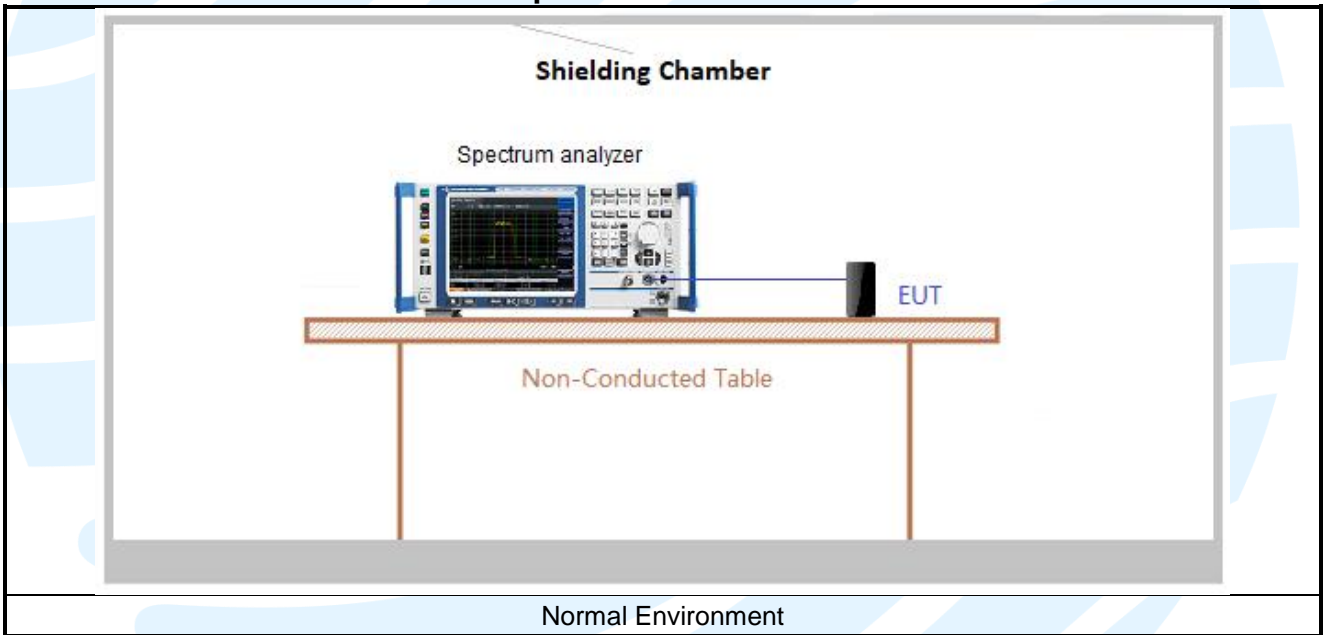 Shielding Chamber
Spectrum analyzer
EUT
Non-Conducted Table
Normal Environment